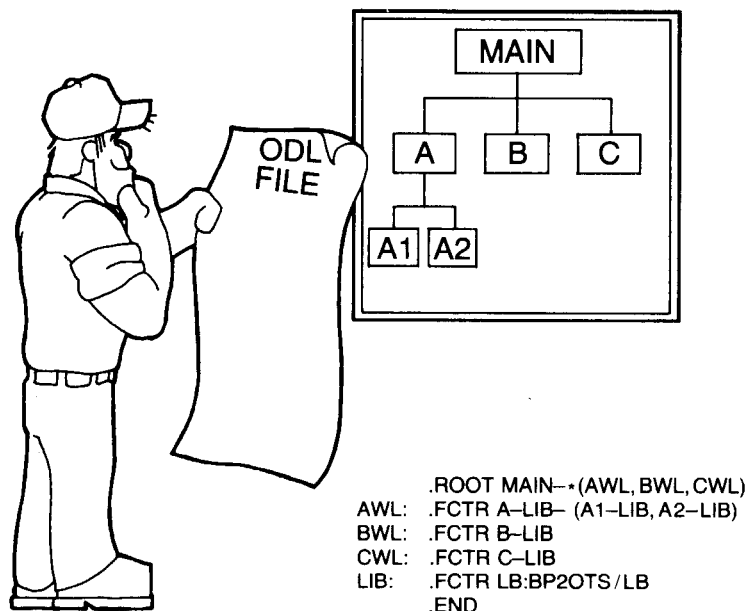 MAIN
A B C
A1 A2
ODL
FILE
.ROOT MAIN–*(AWL, BWL, CWL)
AWL: .FCTR A–LIB– (A1–LIB, A2–LIB)
BWL: .FCTR B–LIB
CWL: .FCTR C–LIB
LIB: .FCTR LB:BP2OTS/LB
.END